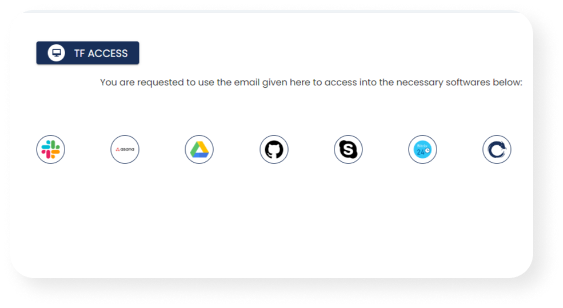 TF ACCESS
You are requested to use the email given here to access into the necessary softwares below:
asana